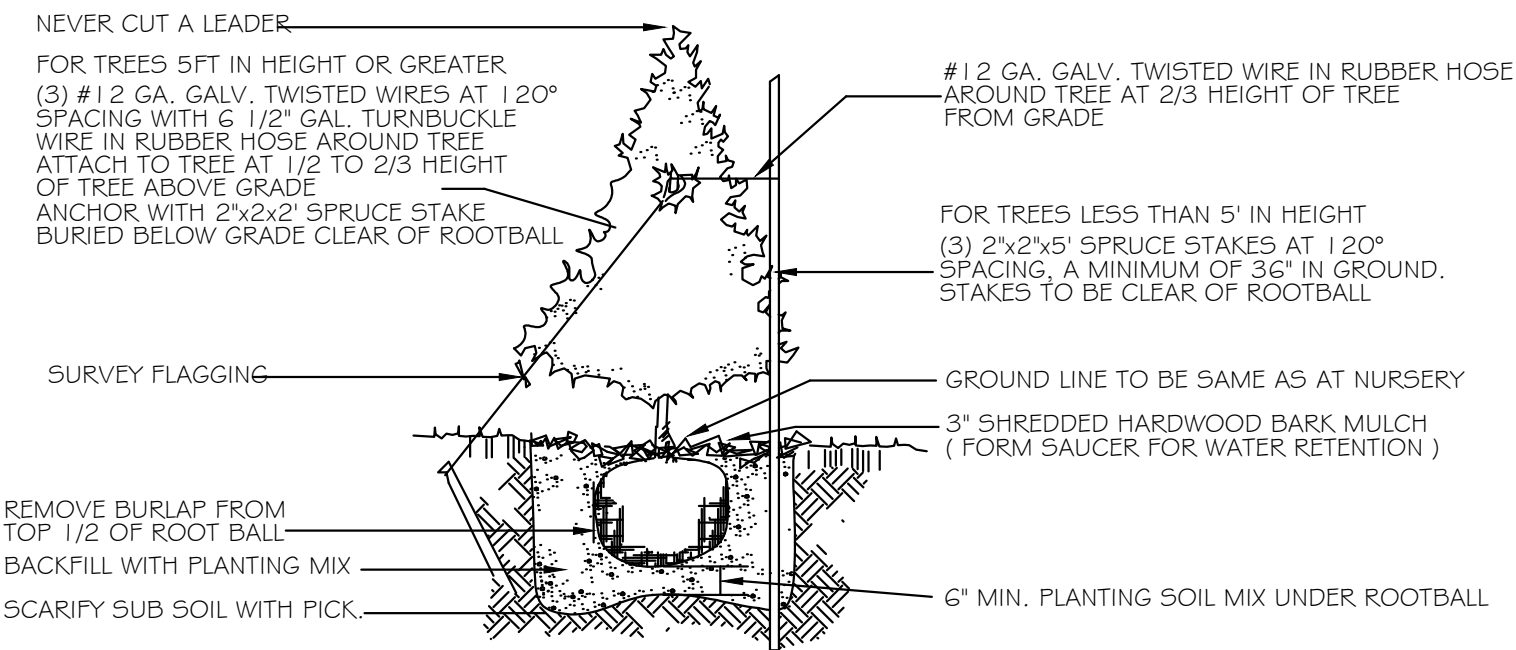 NEVER CUT A LEADER
FOR TREES 5FT IN HEIGHT OR GREATER
(3) #12 GA. GALV. TWISTED WIRES AT 120°
SPACING WITH 6 1/2" GAL. TURNBUCKLE
WIRE IN RUBBER HOSE AROUND TREE
ATTACH TO TREE AT 1/2 TO 2/3 HEIGHT
OF TREE ABOVE GRADE
ANCHOR WITH 2"x2x2' SPRUCE STAKE
BURIED BELOW GRADE CLEAR OF ROOTBALL
SURVEY FLAGGING
REMOVE BURLAP FROM
TOP 1/2 OF ROOT BALL
BACKFILL WITH PLANTING MIX
SCARIFY SUB SOIL WITH PICK.
#12 GA. GALV. TWISTED WIRE IN RUBBER HOSE
AROUND TREE AT 2/3 HEIGHT OF TREE
FROM GRADE
FOR TREES LESS THAN 5' IN HEIGHT
(3) 2"x2"x5' SPRUCE STAKES AT 120°
SPACING, A MINIMUM OF 36" IN GROUND.
STAKES TO BE CLEAR OF ROOTBALL
GROUND LINE TO BE SAME AS AT NURSERY
3" SHREDDED HARDWOOD BARK MULCH
( FORM SAUCER FOR WATER RETENTION )
6" MIN. PLANTING SOIL MIX UNDER ROOTBALL